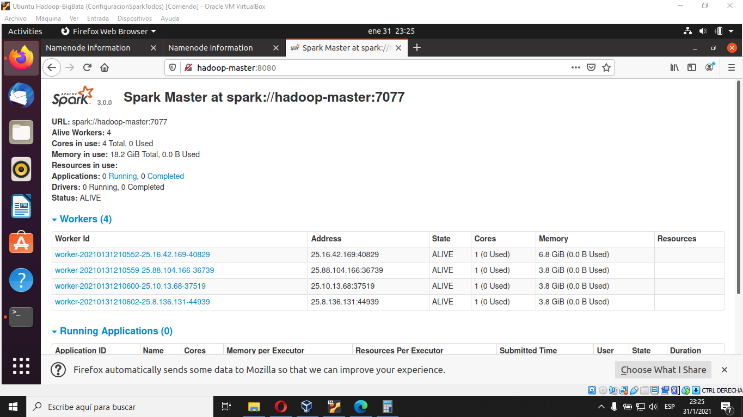 Ubuntu Hadoop-BigBata (ConfiguracionSparkTodos) [Corriendo] - Oracle VM VirtualBox
Archivo Máquina Ver Entrada Dispositivos Ayuda
Activities Firefox Web Browser ene 31 23:25
Namenode information Namenode information Spark Master at spark://
hadoop-master:8080
APACHE Spark 3.0.0 Spark Master at spark://hadoop-master:7077
URL: spark://hadoop-master:7077
Alive Workers: 4
Cores in use: 4 Total, 0 Used
Memory in use: 18.2 GiB Total, 0.0 B Used
Resources in use:
Applications: 0 Running, 0 Completed
Drivers: 0 Running, 0 Completed
Status: ALIVE
Workers (4)
Worker Id Address State Cores Memory Resources
worker-20210131210552-25.16.42.169-40829 25.16.42.169:40829 ALIVE 1 (0 Used) 6.8 GiB (0.0 B Used)
worker-20210131210559-25.88.104.166-36739 25.88.104.166:36739 ALIVE 1 (0 Used) 3.8 GiB (0.0 B Used)
worker-20210131210600-25.10.13.68-37519 25.10.13.68:37519 ALIVE 1 (0 Used) 3.8 GiB (0.0 B Used)
worker-20210131210602-25.8.136.131-44939 25.8.136.131:44939 ALIVE 1 (0 Used) 3.8 GiB (0.0 B Used)
Running Applications (0)
Application ID Name Cores Memory per Executor Resources Per Executor Submitted Time User State Duration
Firefox automatically sends some data to Mozilla so that we can improve your experience. Choose What I Share
CTRL DERECHA
Escribe aquí para buscar
ESP
23:25
31/1/2021
7